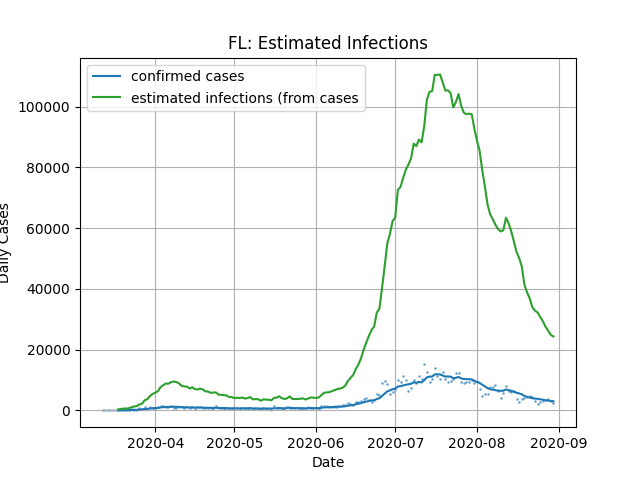 FL: Estimated Infections
confirmed cases
estimated infections (from cases
100000
80000
60000
40000
20000
0
Daily Cases
2020-04 2020-05 2020-06 2020-07 2020-08 2020-09
Date